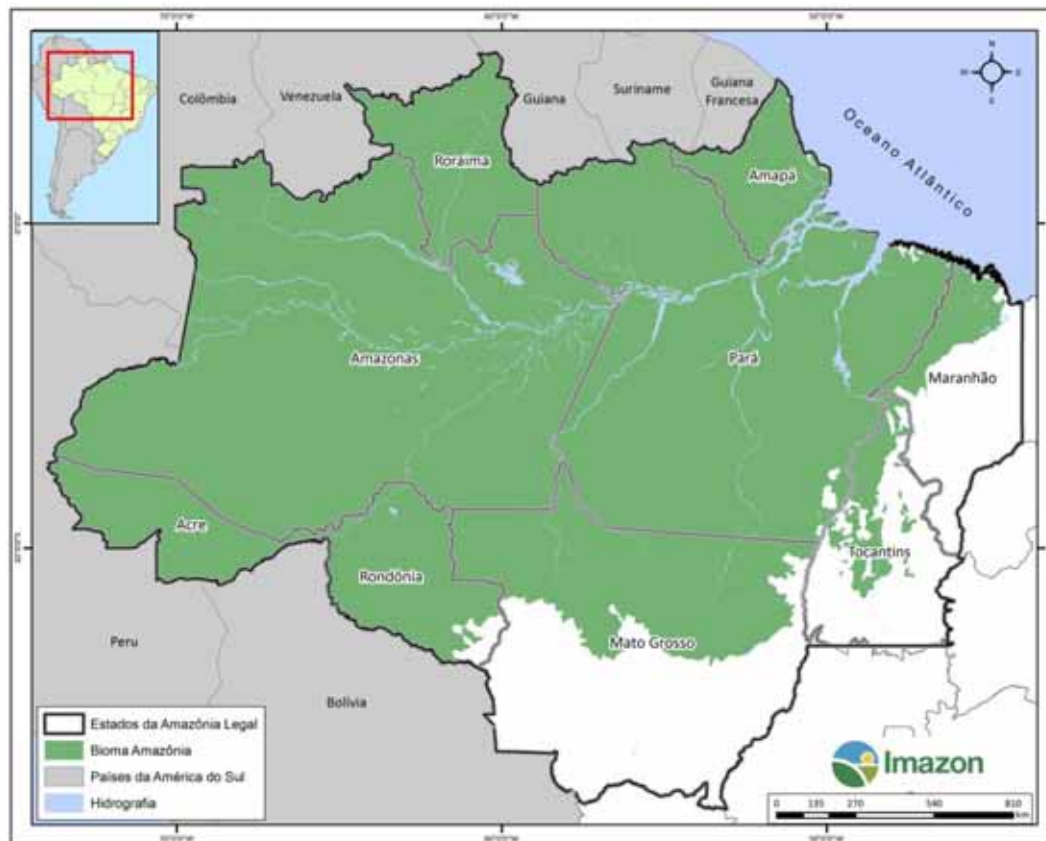 Colômbia
Venezuela
Guiana
Suriname
Guiana
Francesa
Oceano Atlântico
N
S
Roraima
Amapá
Amazonas
Pará
Maranhão
Acre
Rondônia
Tocantins
Mato Grosso
Peru
Bolívia
Estados da Amazônia Legal
Bioma Amazônia
Países da América do Sul
Hidrografia
Imazon
0 135 270 540 810
km